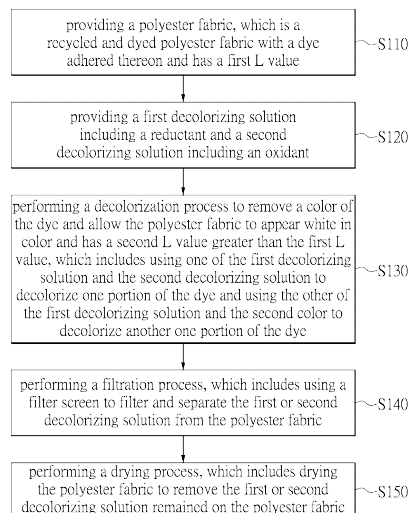 providing a polyester fabric, which is a
recycled and dyed polyester fabric with a dye
adhered thereon and has a first L value
S110
providing a first decolorizing solution
including a reductant and a second
decolorizing solution including an oxidant
S120
performing a decolorization process to remove a color of
the dye and allow the polyester fabric to appear white in
color and has a second L value greater than the first L
value, which includes using one of the first decolorizing
solution and the second decolorizing solution to
decolorize one portion of the dye and using the other of
the first decolorizing solution and the second color to
decolorize another one portion of the dye
S130
performing a filtration process, which includes using a
filter screen to filter and separate the first or second
decolorizing solution from the polyester fabric
S140
performing a drying process, which includes drying
the polyester fabric to remove the first or second
decolorizing solution remained on the polyester fabric
S150